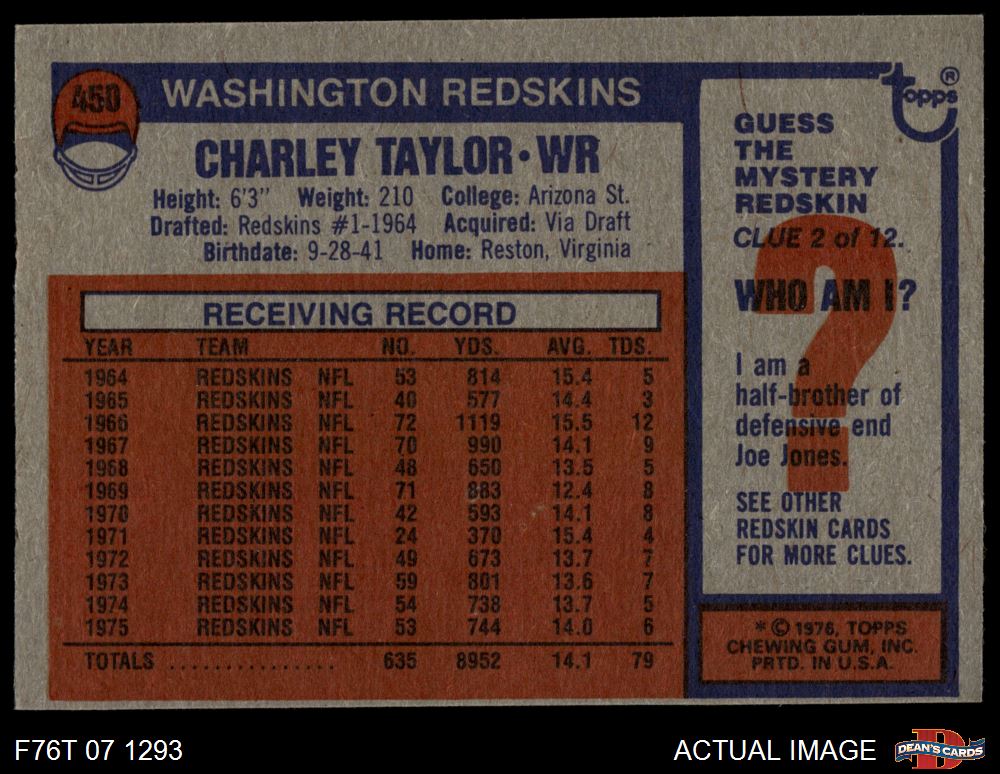 450
WASHINGTON REDSKINS
CHARLEY TAYLOR • WR
Height: 6'3" Weight: 210 College: Arizona St.
Drafted: Redskins #1-1964 Acquired: Via Draft
Birthdate: 9-28-41 Home: Reston, Virginia
RECEIVING RECORD
YEAR TEAM NO. YDS. AVG. TDS.
1964 REDSKINS NFL 53 814 15.4 5
1965 REDSKINS NFL 40 577 14.4 3
1966 REDSKINS NFL 72 1119 15.5 12
1967 REDSKINS NFL 70 990 14.1 9
1968 REDSKINS NFL 48 650 13.5 5
1969 REDSKINS NFL 71 883 12.4 8
1970 REDSKINS NFL 42 593 14.1 8
1971 REDSKINS NFL 24 370 15.4 4
1972 REDSKINS NFL 49 673 13.7 7
1973 REDSKINS NFL 59 801 13.6 7
1974 REDSKINS NFL 54 738 13.7 5
1975 REDSKINS NFL 53 744 14.0 6
TOTALS ............... 635 8952 14.1 79
topps ®
GUESS
THE
MYSTERY
REDSKIN
CLUE 2 of 12.
WHO AM I?
?
I am a
half-brother of
defensive end
Joe Jones.
SEE OTHER
REDSKIN CARDS
FOR MORE CLUES.
* © 1976, TOPPS
CHEWING GUM, INC.
PRTD. IN U.S.A.
F76T 07 1293
ACTUAL IMAGE
D
DEAN'S CARDS